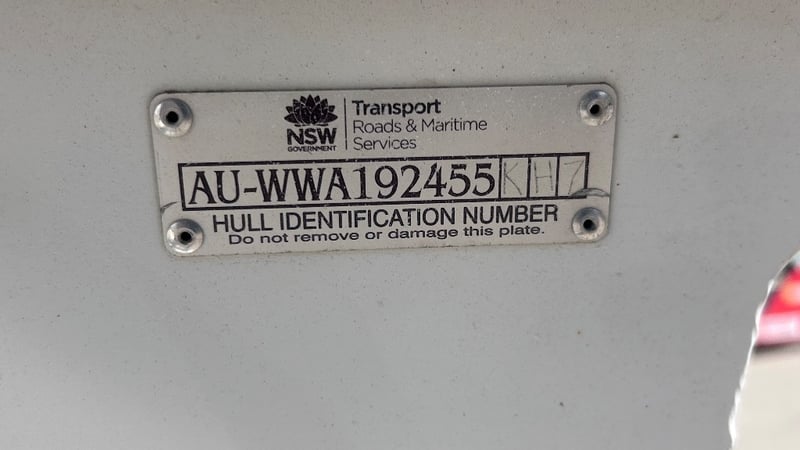 NSW
GOVERNMENT
Transport
Roads & Maritime
Services
AU-WWA192455KH7
HULL IDENTIFICATION NUMBER
Do not remove or damage this plate.